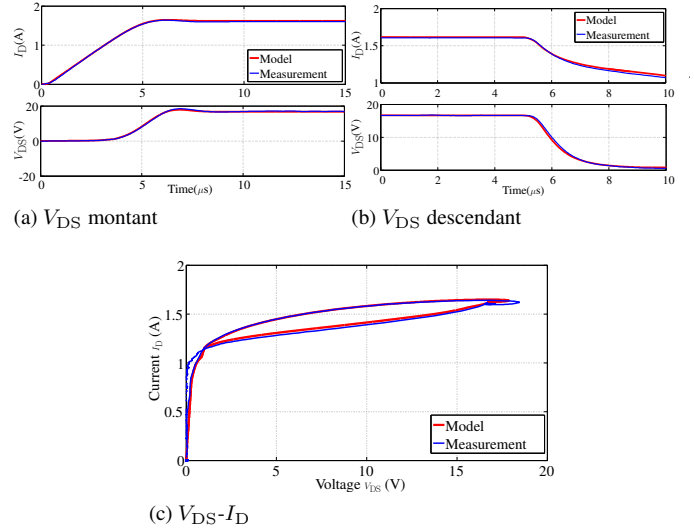 2
1
0
I_D(A)
0
5
10
15
Model
Measurement
20
0
-20
V_DS(V)
0
5
10
15
Time(μs)
(a) V_DS montant
2
1.5
1
I_D(A)
0
2
4
6
8
10
Model
Measurement
20
10
0
V_DS(V)
0
2
4
6
8
10
Time(μs)
(b) V_DS descendant
2
1.5
1
0.5
0
Current I_D (A)
0
5
10
15
20
Model
Measurement
Voltage V_DS (V)
(c) V_DS-I_D